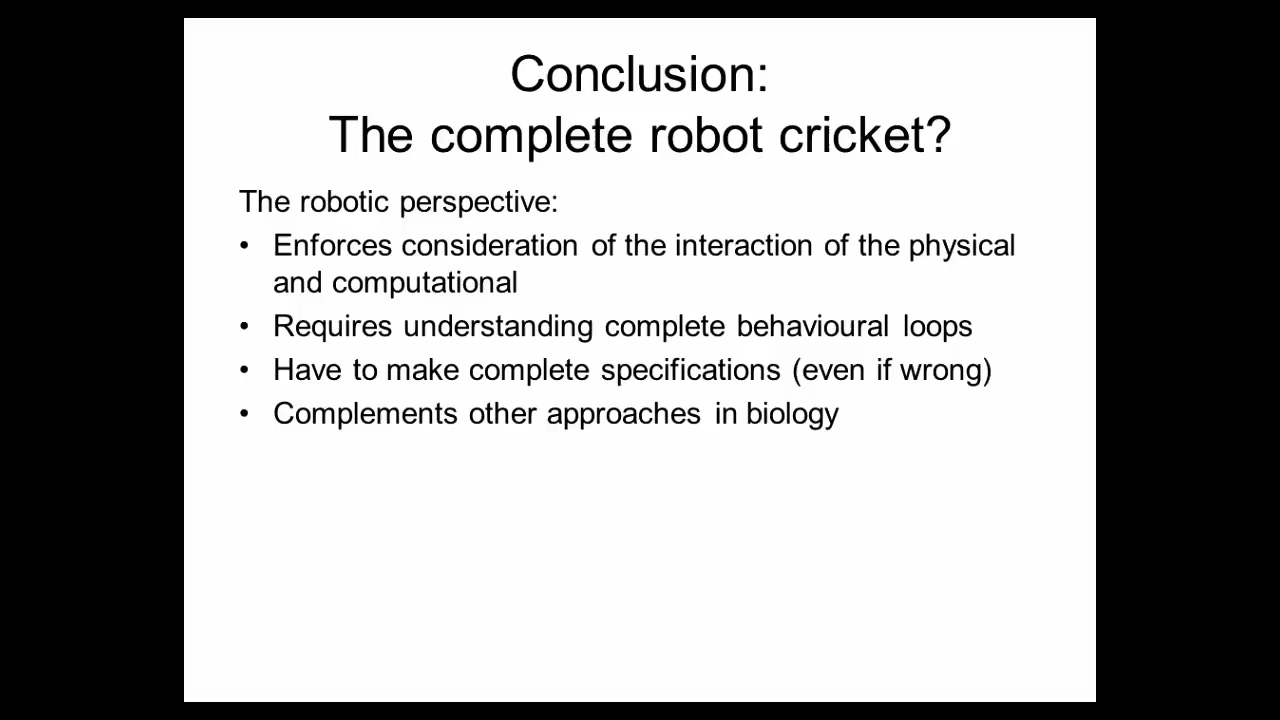 Conclusion:
The complete robot cricket?
The robotic perspective:
• Enforces consideration of the interaction of the physical
and computational
• Requires understanding complete behavioural loops
• Have to make complete specifications (even if wrong)
• Complements other approaches in biology